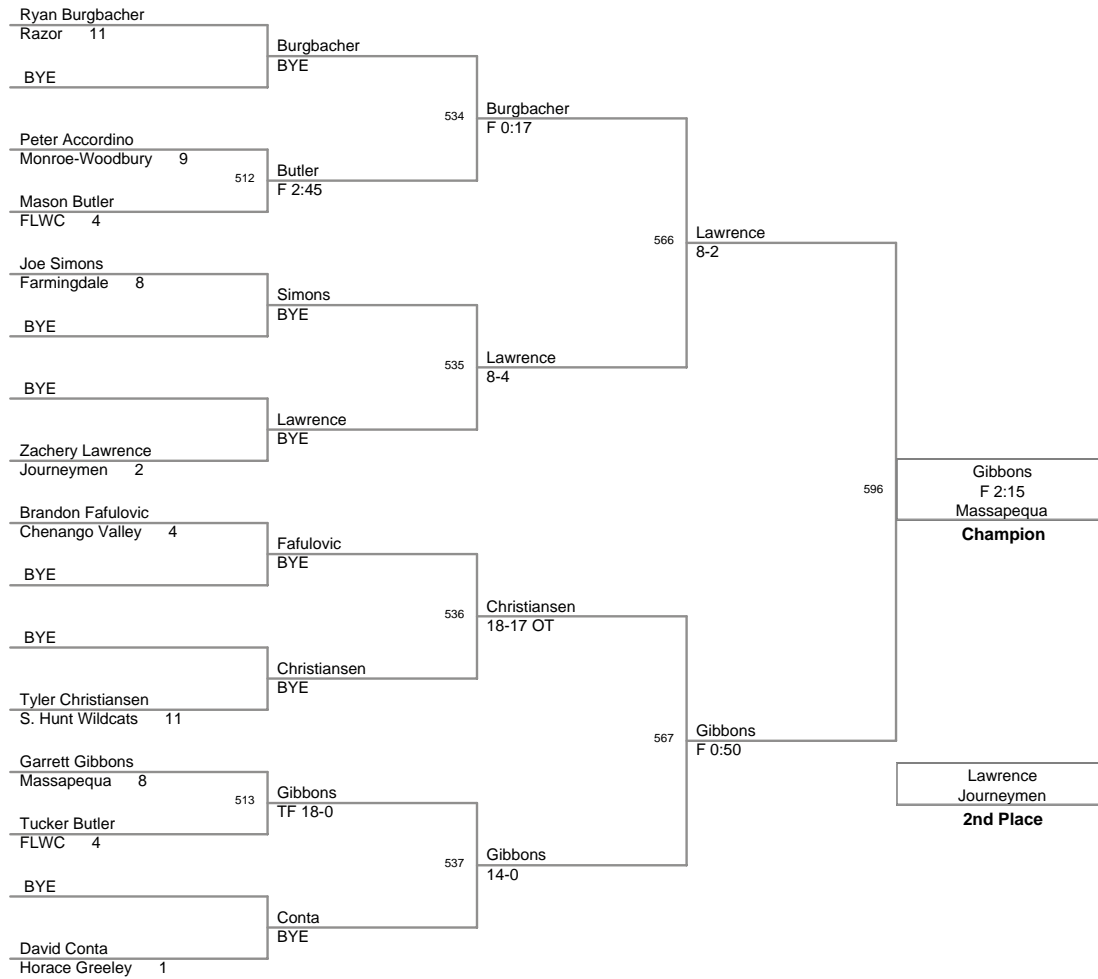 Ryan Burgbacher
Razor 11
BYE
Peter Accordino
Monroe-Woodbury 9
Mason Butler
FLWC 4
Joe Simons
Farmingdale 8
BYE
BYE
Zachery Lawrence
Journeymen 2
Brandon Fafulovic
Chenango Valley 4
BYE
BYE
Tyler Christiansen
S. Hunt Wildcats 11
Garrett Gibbons
Massapequa 8
Tucker Butler
FLWC 4
BYE
David Conta
Horace Greeley 1
Burgbacher
BYE
512
Butler
F 2:45
Simons
BYE
Lawrence
BYE
Fafulovic
BYE
Christiansen
BYE
513
Gibbons
TF 18-0
Conta
BYE
534
Burgbacher
F 0:17
535
Lawrence
8-4
536
Christiansen
18-17 OT
537
Gibbons
14-0
566
Lawrence
8-2
567
Gibbons
F 0:50
596
Gibbons
F 2:15
Massapequa
Champion
Lawrence
Journeymen
2nd Place